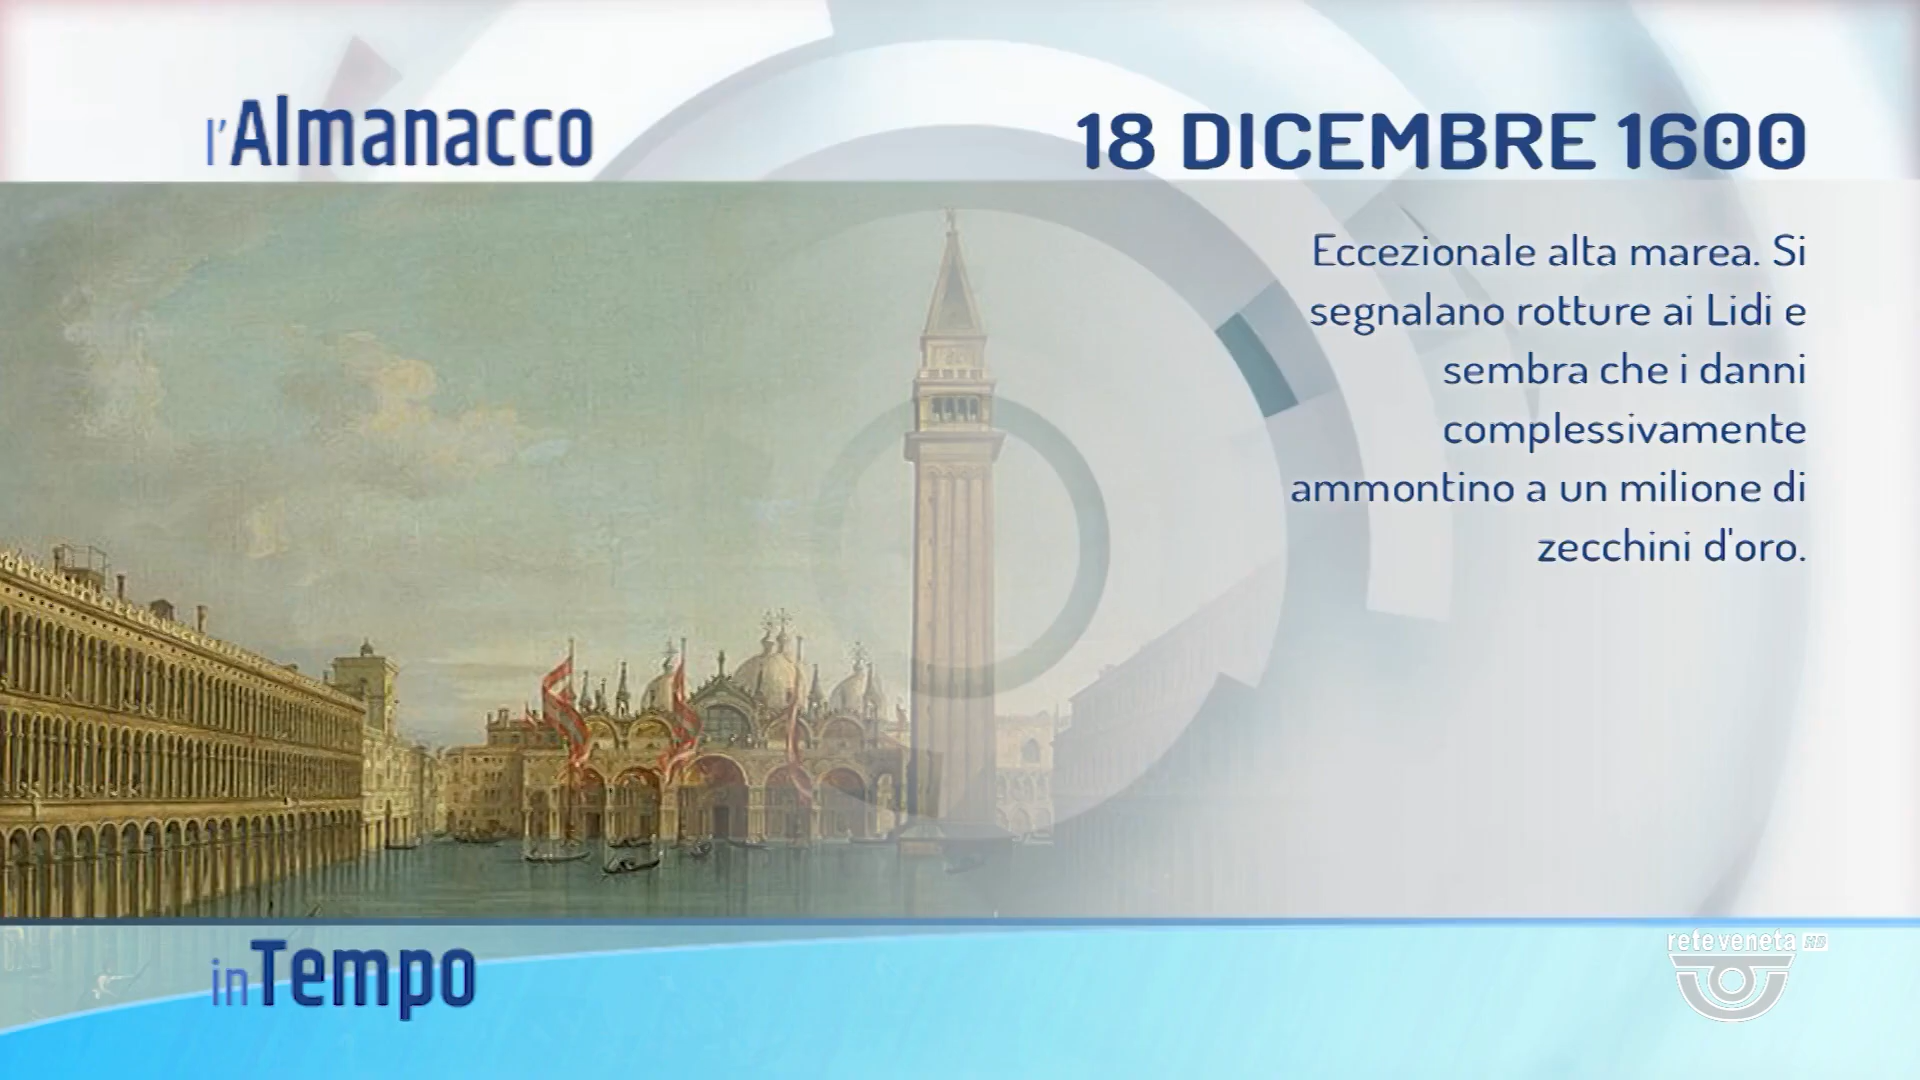 l'Almanacco
18 DICEMBRE 1600
Eccezionale alta marea. Si
segnalano rotture ai Lidi e
sembra che i danni
complessivamente
ammontino a un milione di
zecchini d'oro.
inTempo
reteveneta HD